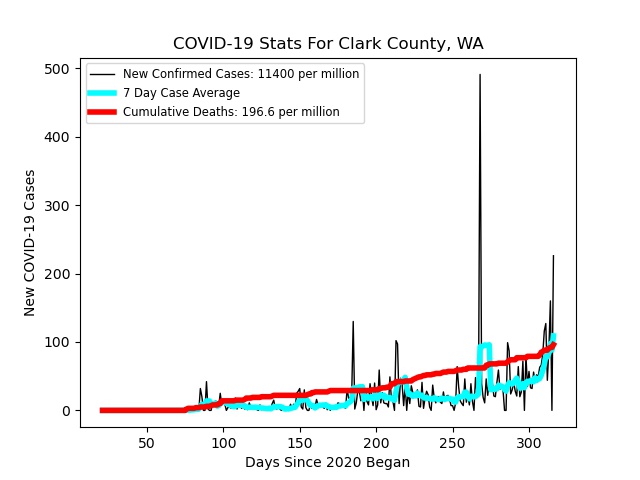 COVID-19 Stats For Clark County, WA
New Confirmed Cases: 11400 per million
7 Day Case Average
Cumulative Deaths: 196.6 per million
New COVID-19 Cases
500
400
300
200
100
0
50 100 150 200 250 300
Days Since 2020 Began